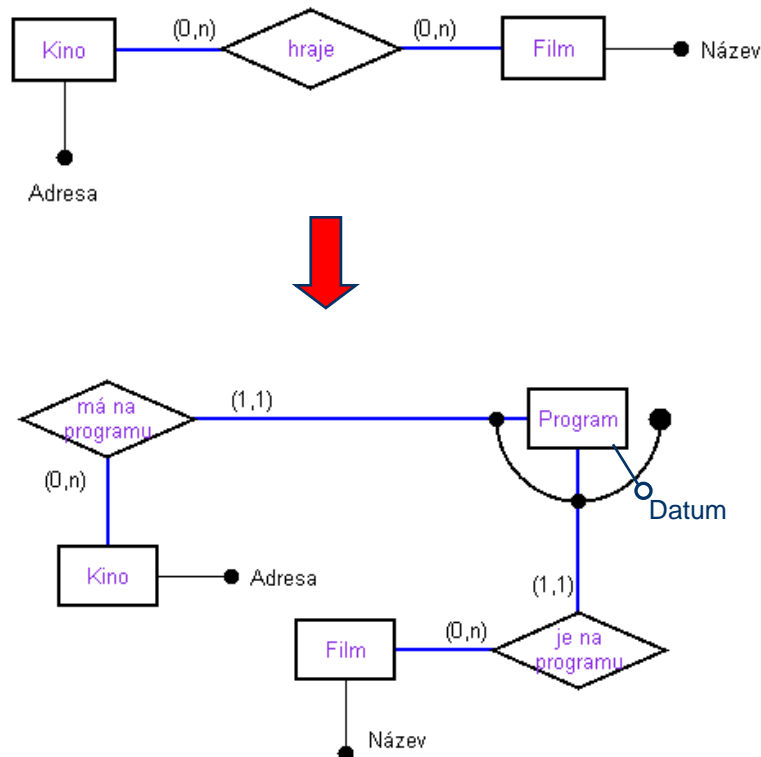 (0,n)
(0,n)
Kino
hraje
Film
Název
Adresa
má na
programu
(1,1)
Program
(0,n)
Datum
Kino
Adresa
(1,1)
Film
(0,n)
je na
programu
Název